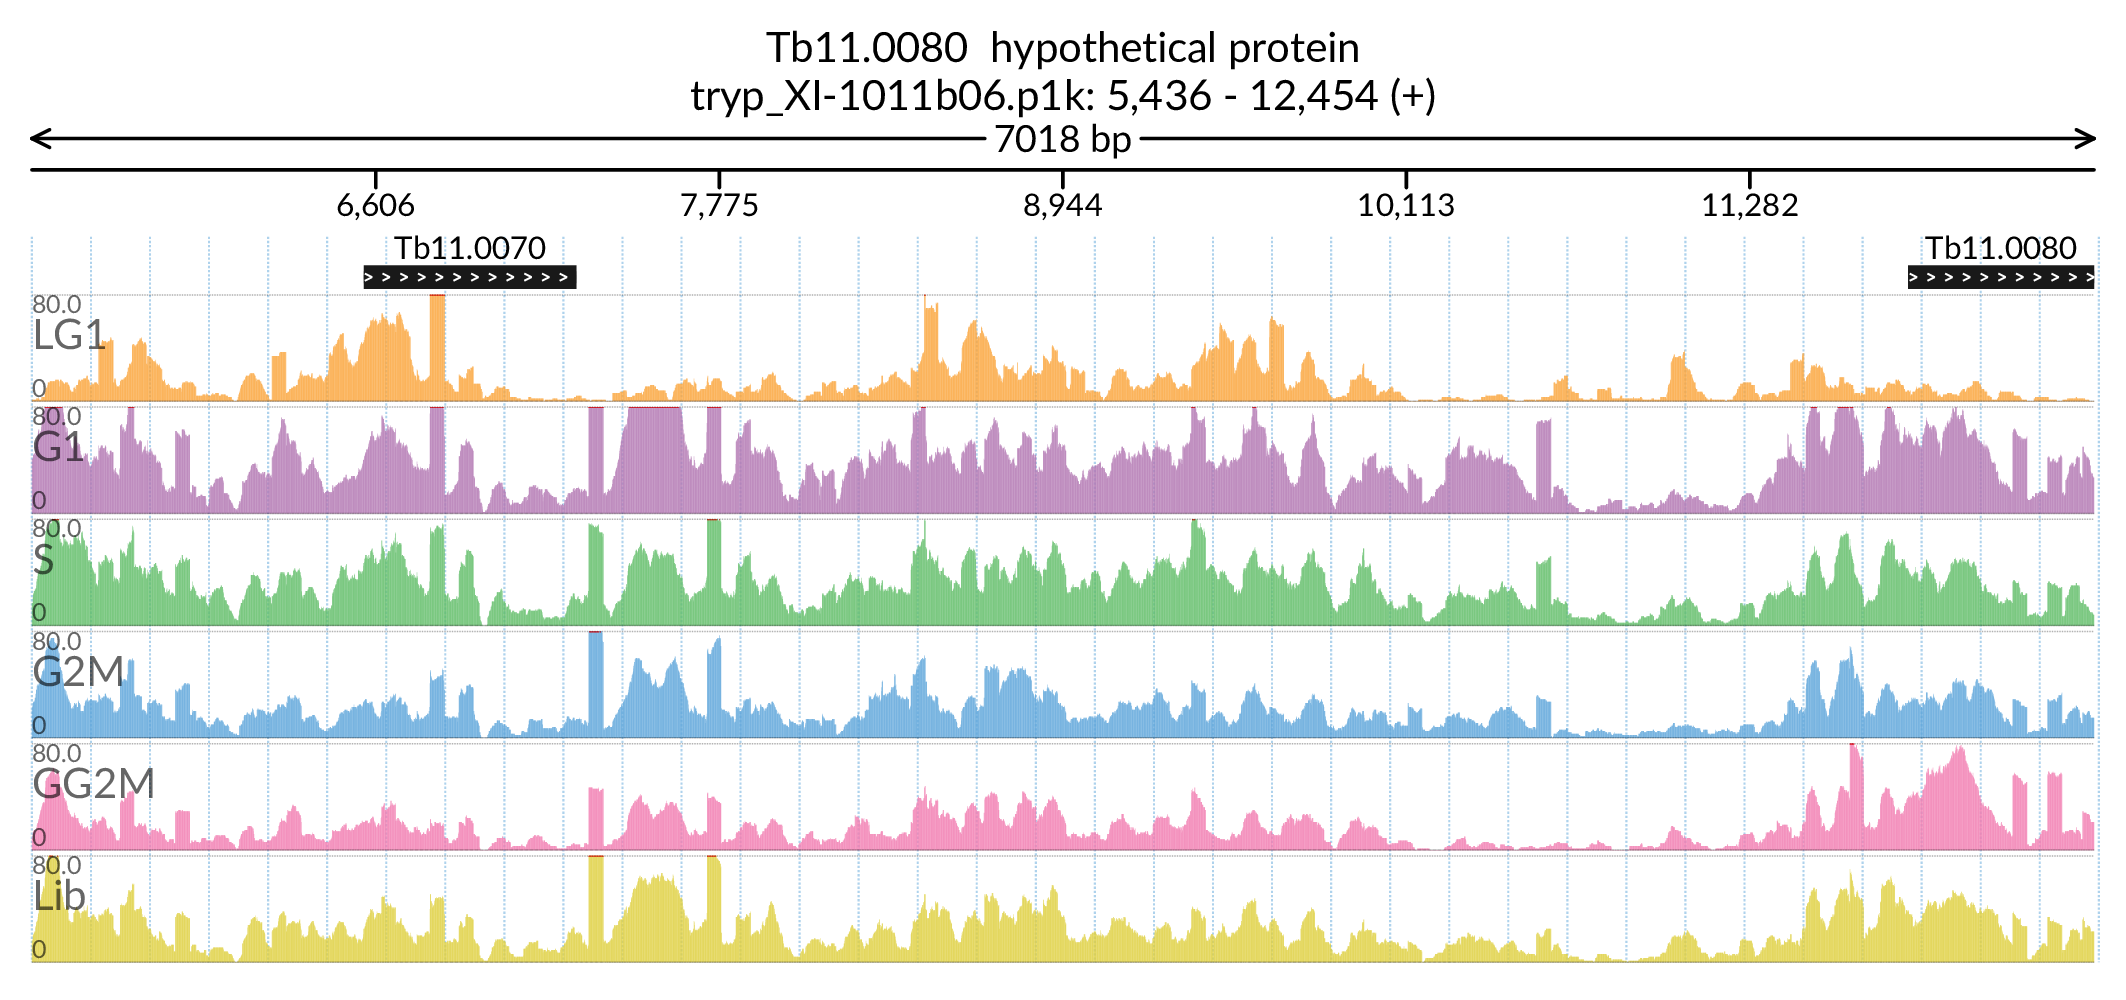 Tb11.0080  hypothetical protein
tryp_XI-1011b06.p1k: 5,436 - 12,454 (+)
7018 bp
6,606 7,775 8,944 10,113 11,282
Tb11.0070 Tb11.0080
> > > > > > > > > > > > > > > > > > > > > > >
80.0
LG1
0
80.0
G1
0
80.0
S
0
80.0
G2M
0
80.0
GG2M
0
80.0
Lib
0